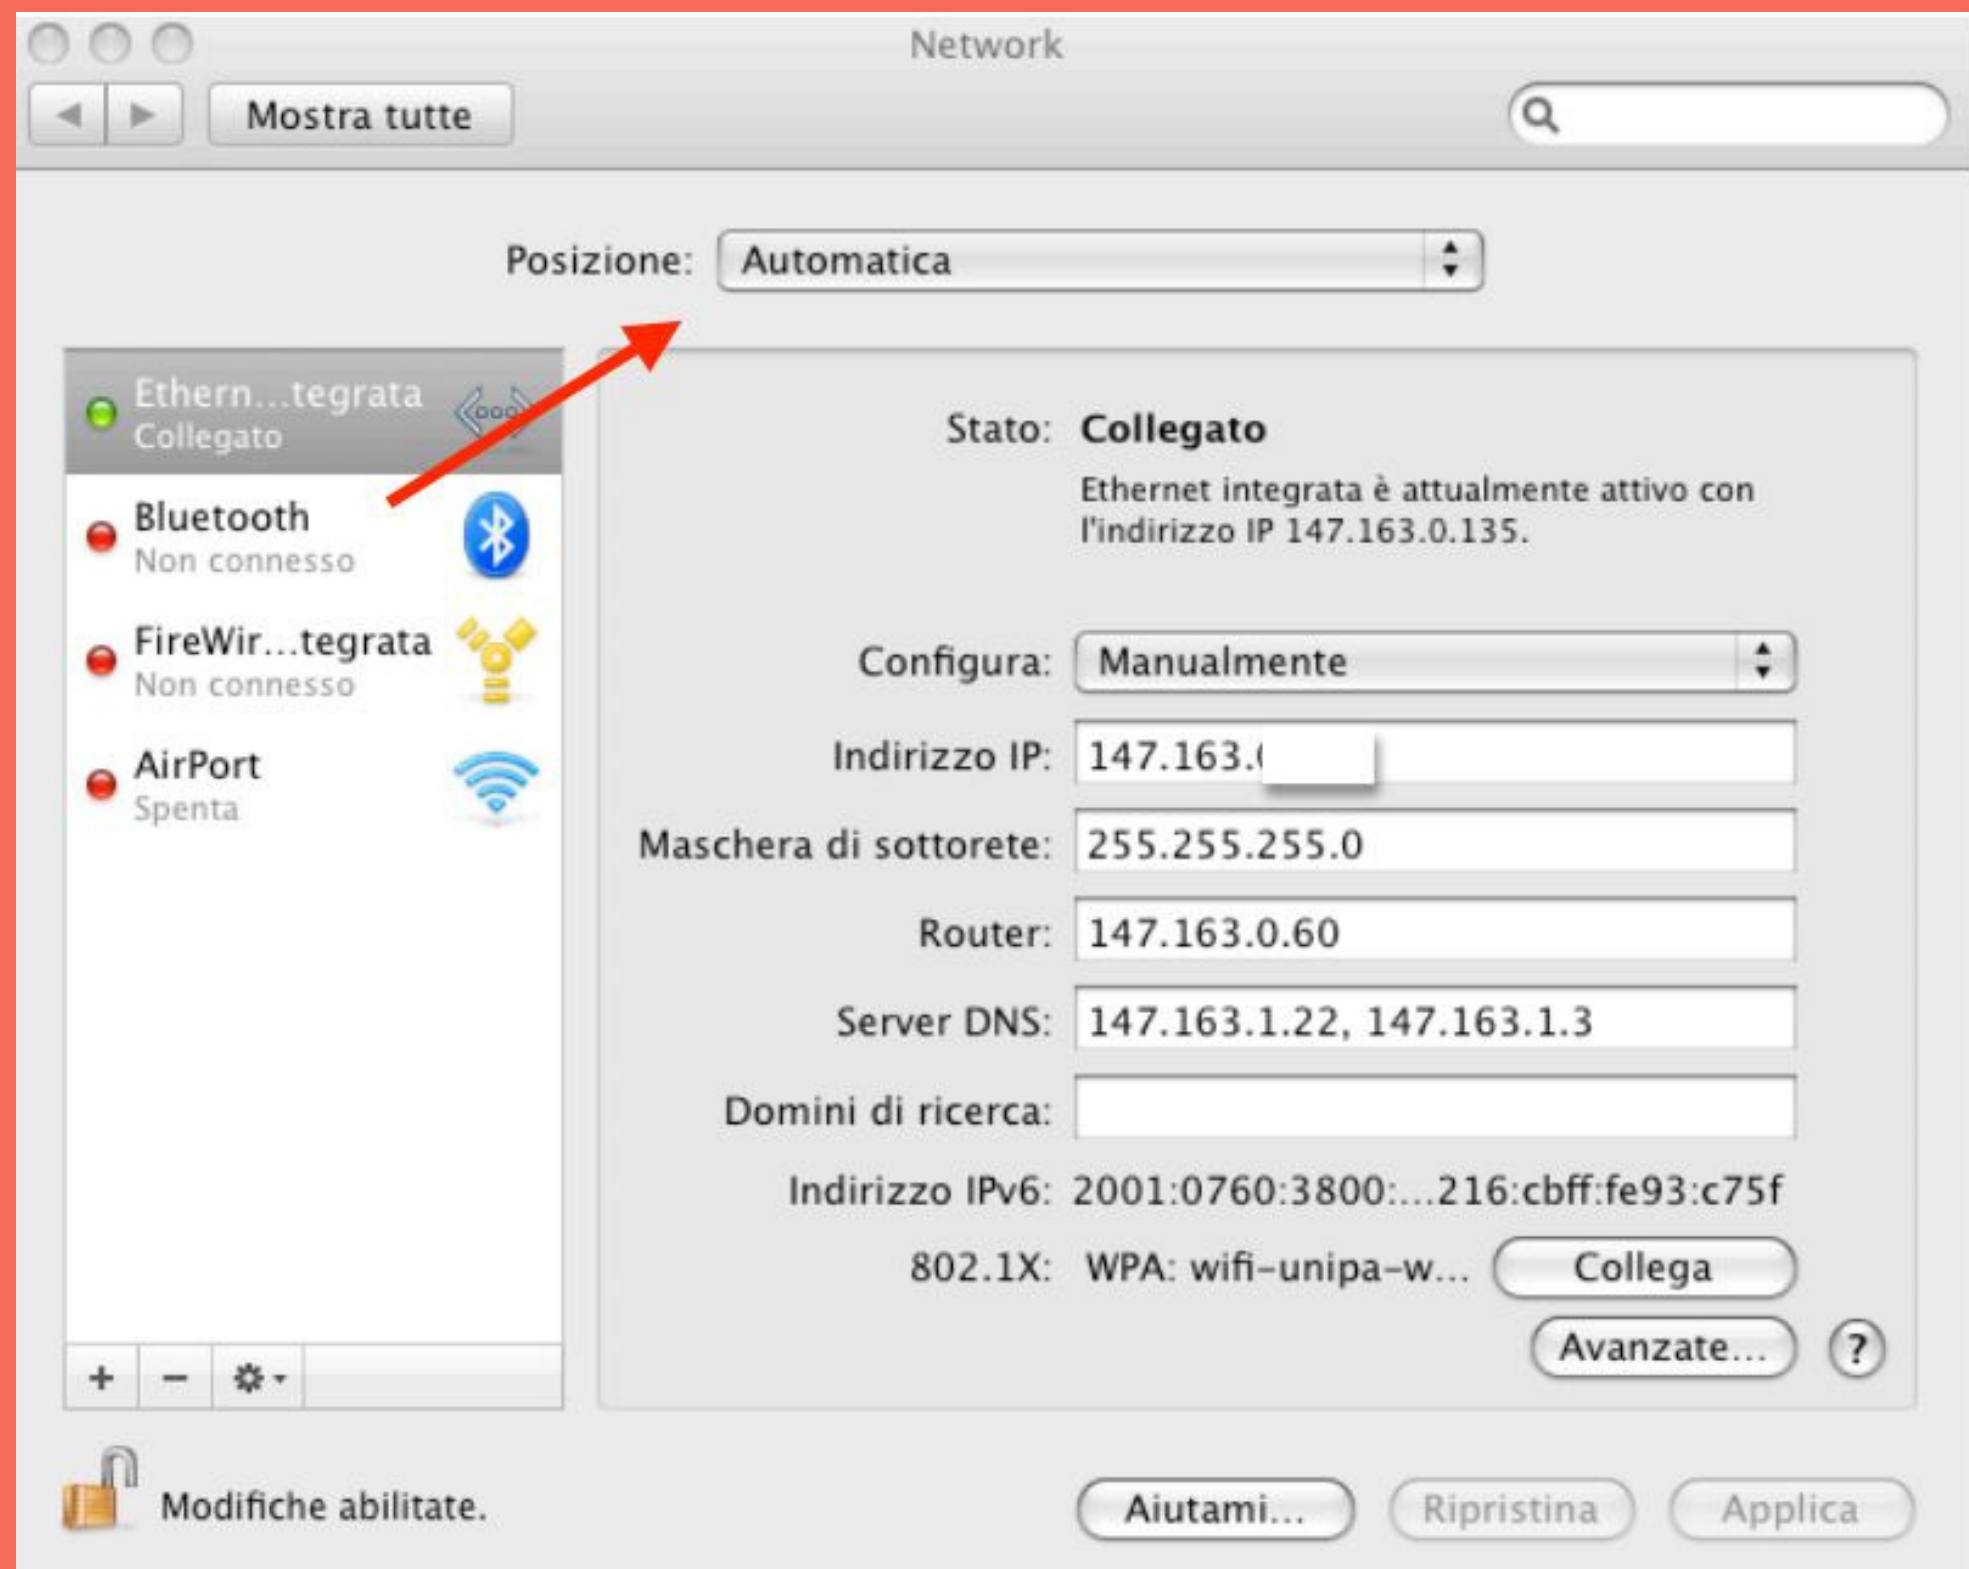 Network
Mostra tutte
Posizione: Automatica
Ethern...tegrata
Collegato
Bluetooth
Non connesso
FireWir...tegrata
Non connesso
AirPort
Spenta
Stato: Collegato
Ethernet integrata è attualmente attivo con
l'indirizzo IP 147.163.0.135.
Configura: Manualmente
Indirizzo IP: 147.163.
Maschera di sottorete: 255.255.255.0
Router: 147.163.0.60
Server DNS: 147.163.1.22, 147.163.1.3
Domini di ricerca:
Indirizzo IPv6: 2001:0760:3800:...216:cbff:fe93:c75f
802.1X: WPA: wifi-unipa-w... Collega
Avanzate... ?
Modifiche abilitate.
Aiutami... Ripristina Applica